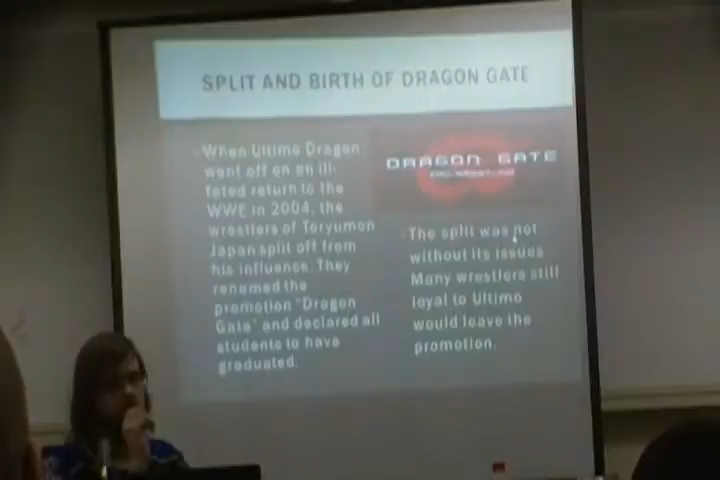 SPLIT AND BIRTH OF DRAGON GATE
When Ultimo Dragon
went off on an ill-
fated return to the
WWE in 2004, the
wrestlers of Toryumon
Japan split off from
his influence. They
renamed the
promotion "Dragon
Gate" and declared all
students to have
graduated.
DRAGON GATE
PRO-WRESTLING
The split was not
without its issues
Many wrestlers still
loyal to Ultimo
would leave the
promotion.